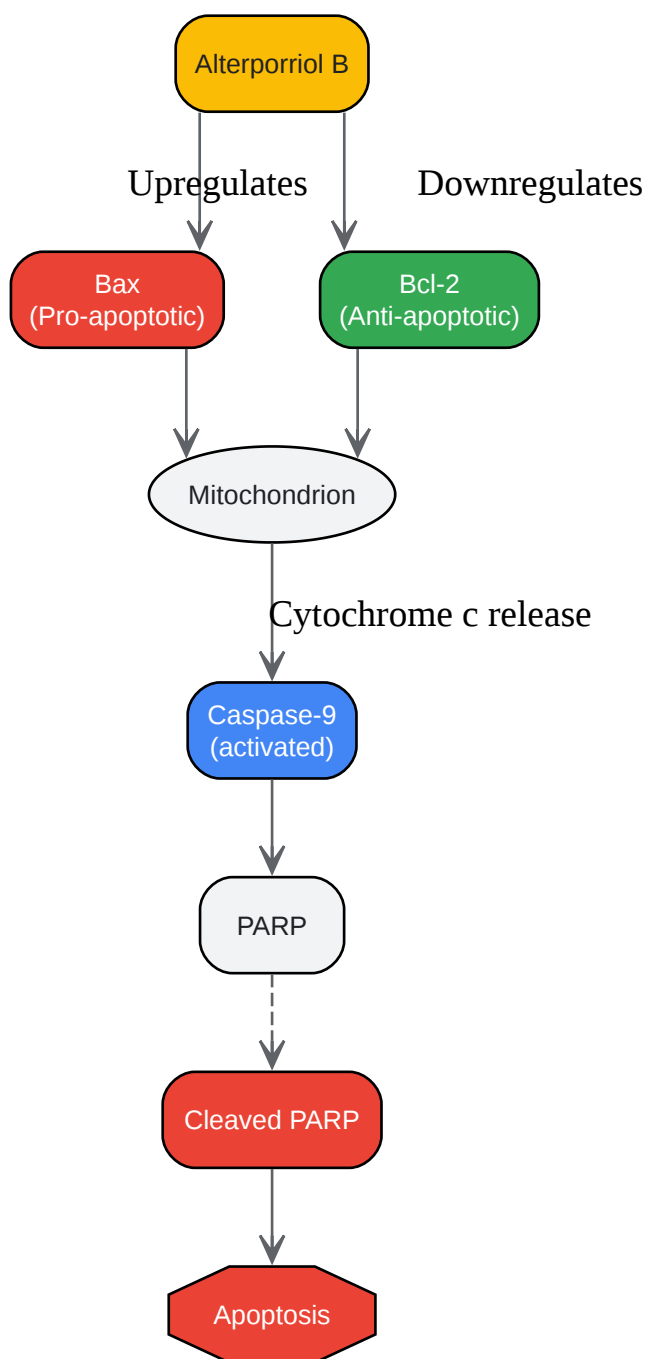 Alterporriol B
Upregulates
Downregulates
Bax
(Pro-apoptotic)
Bcl-2
(Anti-apoptotic)
Mitochondrion
Cytochrome c release
Caspase-9
(activated)
PARP
Cleaved PARP
Apoptosis